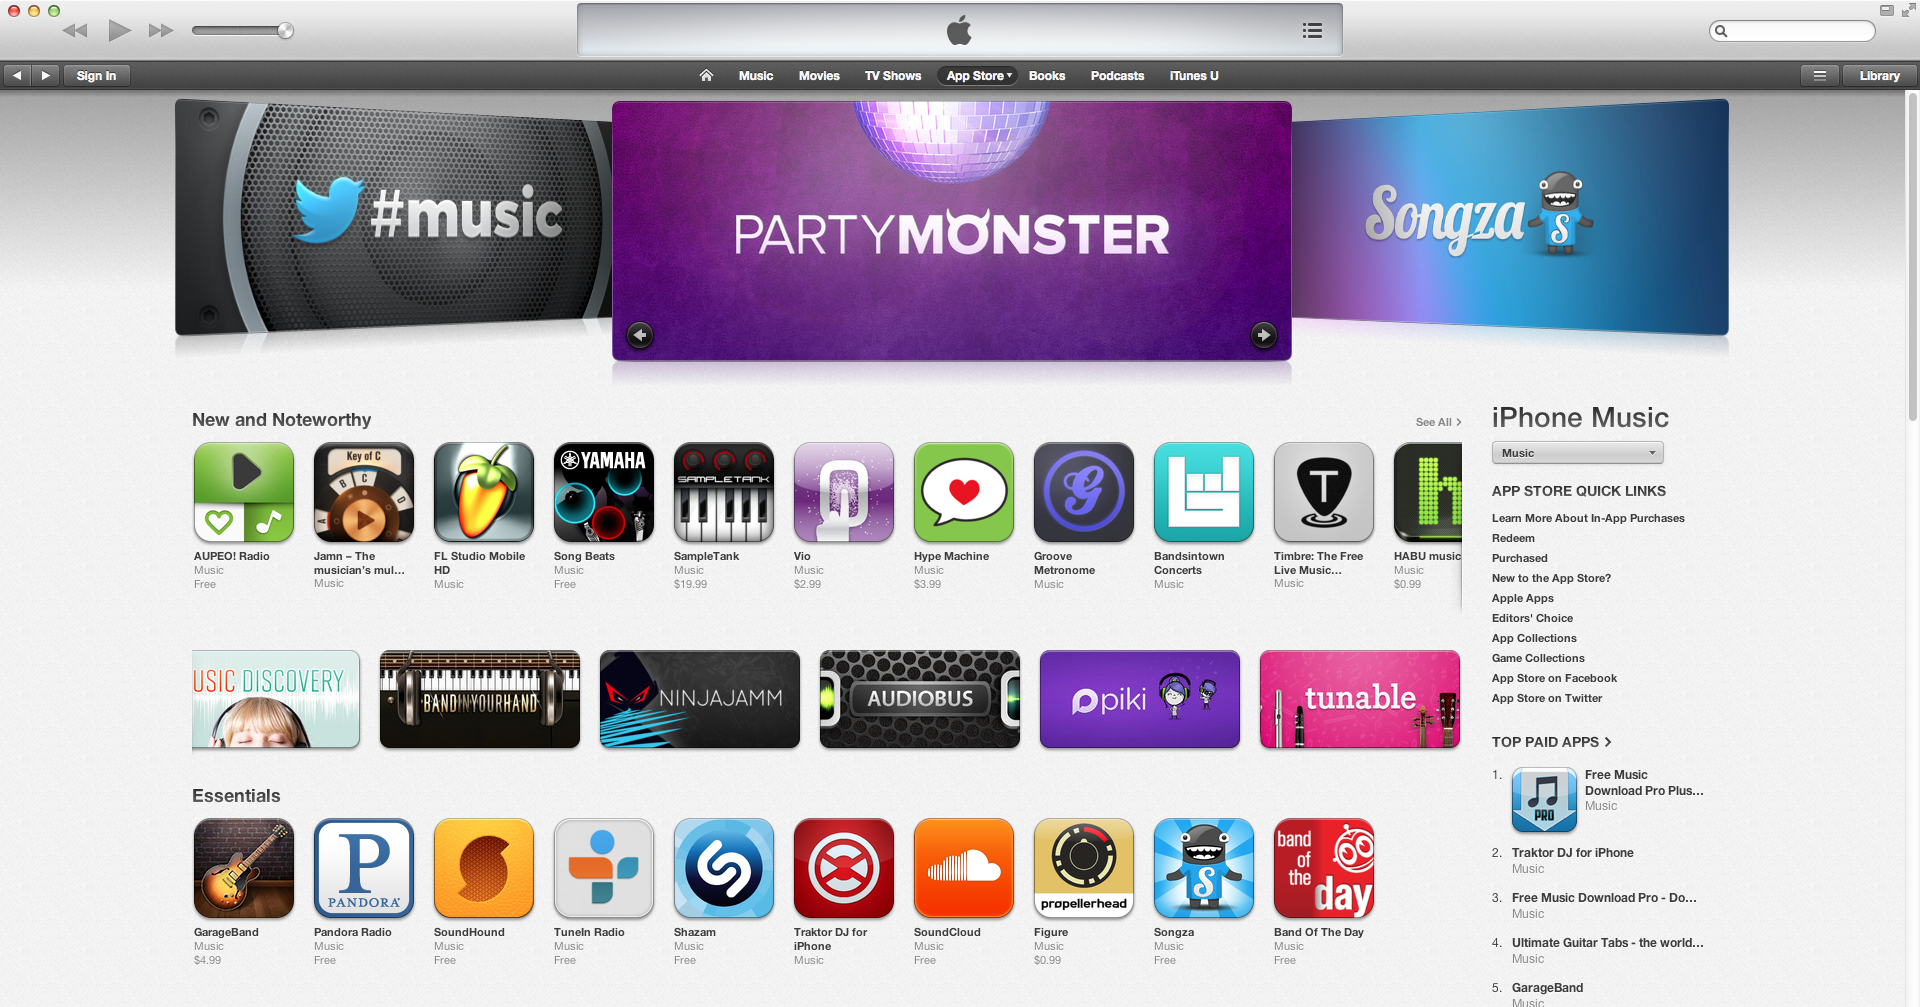 Sign In
Music
Movies
TV Shows
App Store
Books
Podcasts
iTunes U
Library
#music
PARTYMONSTER
Songza
S
New and Noteworthy
See All
Key of C
B
C
A
D
YAMAHA
SAMPLETANK
G
T
h
AUPEO! Radio
Music
Free
Jamn – The
musician's mul...
Music
FL Studio Mobile
HD
Music
Song Beats
Music
Free
SampleTank
Music
$19.99
Vio
Music
$2.99
Hype Machine
Music
$3.99
Groove
Metronome
Music
Bandsintown
Concerts
Music
Timbre: The Free
Live Music...
Music
HABU music
Music
$0.99
USIC DISCOVERY
BANDINYOURHAND
NINJAJAMM
AUDIOBUS
piki
tunable
Essentials
P
PANDORA
propellerhead
S
band
of
the
day
GarageBand
Music
$4.99
Pandora Radio
Music
Free
SoundHound
Music
Free
TuneIn Radio
Music
Free
Shazam
Music
Free
Traktor DJ for
iPhone
Music
SoundCloud
Music
Free
Figure
Music
$0.99
Songza
Music
Free
Band Of The Day
Music
Free
iPhone Music
Music
APP STORE QUICK LINKS
Learn More About In-App Purchases
Redeem
Purchased
New to the App Store?
Apple Apps
Editors' Choice
App Collections
Game Collections
App Store on Facebook
App Store on Twitter
TOP PAID APPS
1.
PRO
Free Music
Download Pro Plus...
Music
2. Traktor DJ for iPhone
Music
3. Free Music Download Pro - Do...
Music
4. Ultimate Guitar Tabs - the world...
Music
5. GarageBand
Music